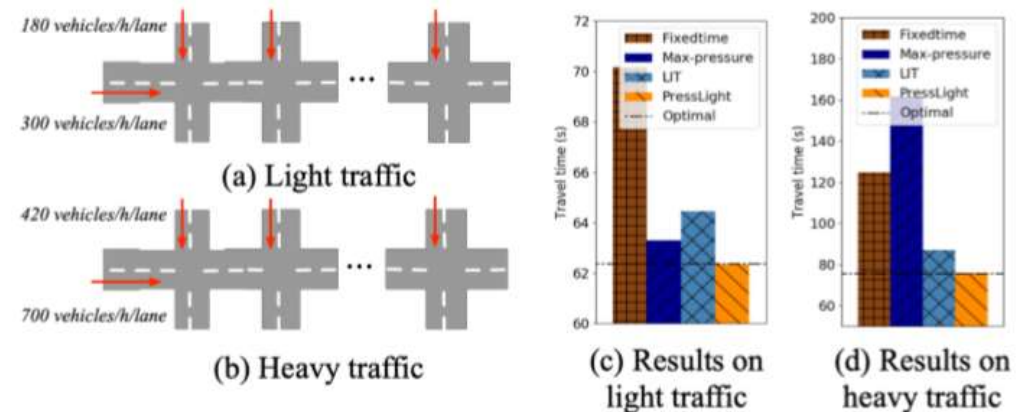 180 vehicles/h/lane
300 vehicles/h/lane
...
(a) Light traffic
420 vehicles/h/lane
700 vehicles/h/lane
...
(b) Heavy traffic
Travel time (s)
72
70
68
66
64
62
60
Fixedtime
Max-pressure
LIT
PressLight
Optimal
(c) Results on
light traffic
Travel time (s)
200
180
160
140
120
100
80
60
Fixedtime
Max-pressure
LIT
PressLight
Optimal
(d) Results on
heavy traffic